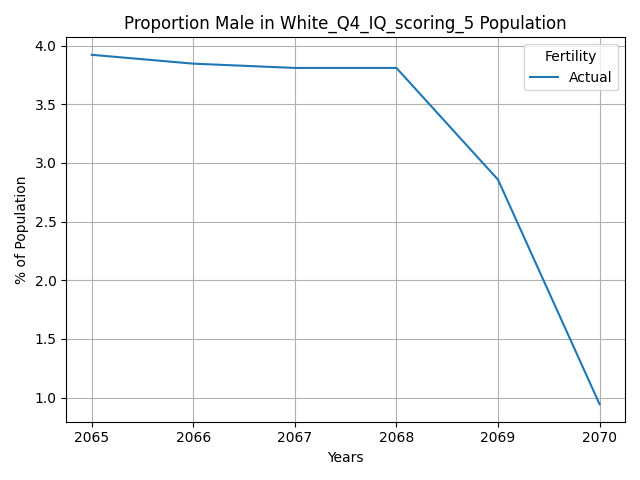 Proportion Male in White_Q4_IQ_scoring_5 Population
Fertility
Actual
4.0
3.5
3.0
2.5
2.0
1.5
1.0
% of Population
2065 2066 2067 2068 2069 2070
Years